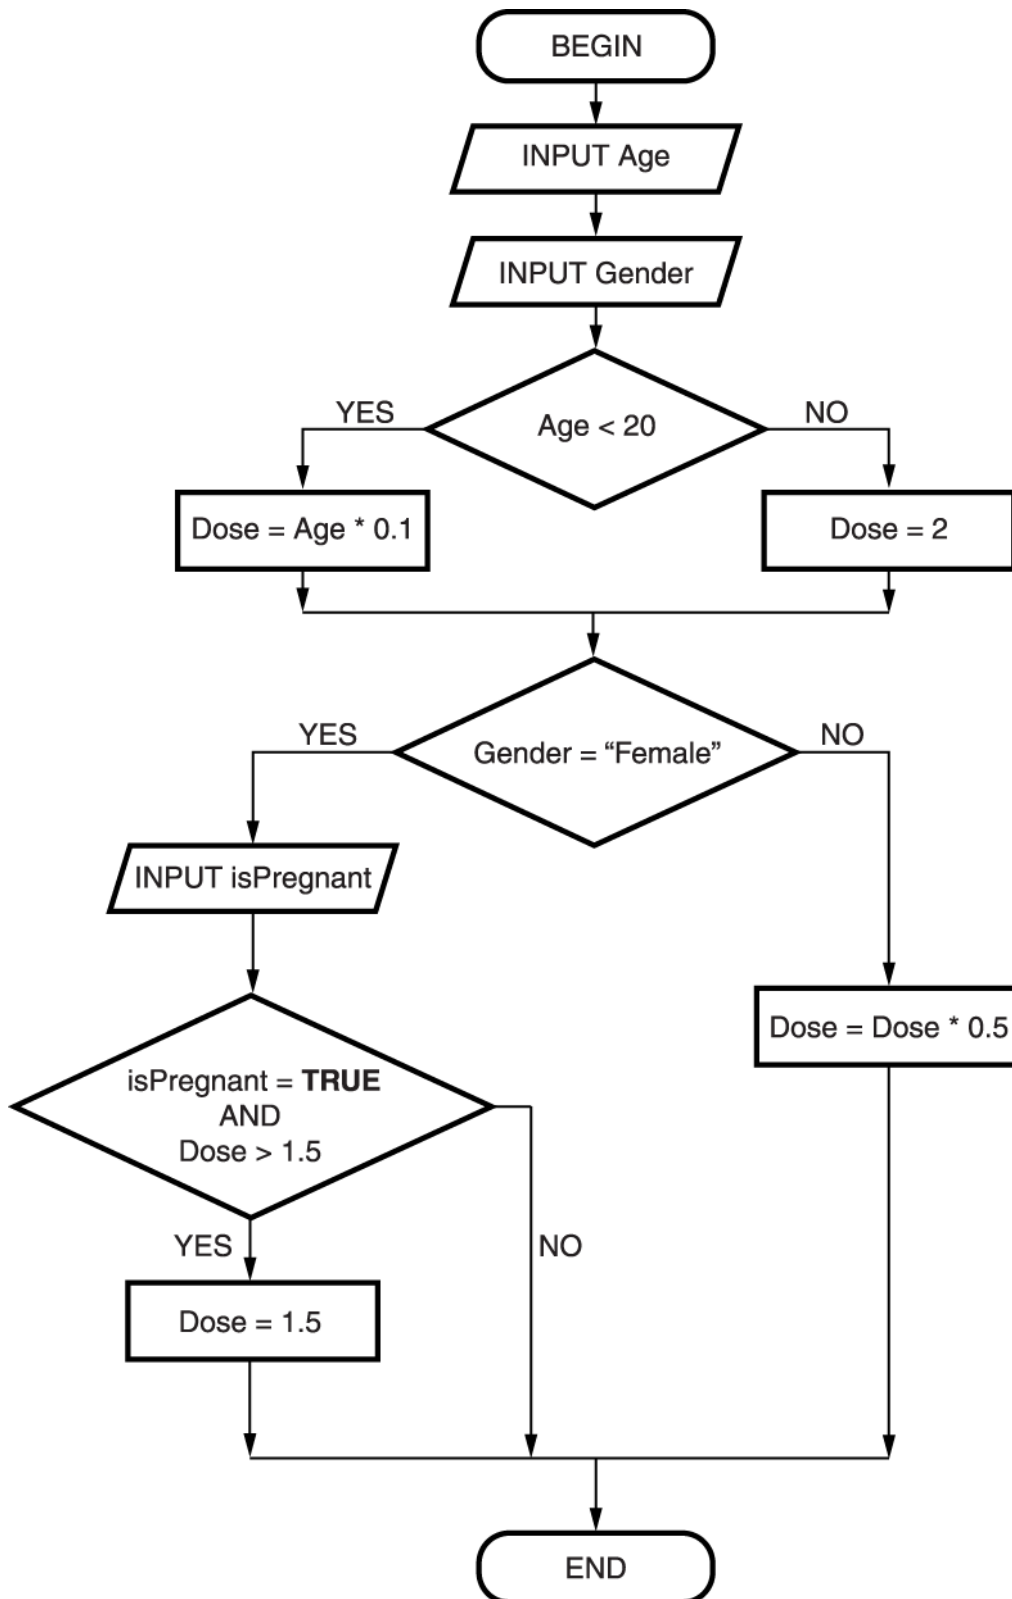 BEGIN
INPUT Age
INPUT Gender
YES
NO
Age < 20
Dose = Age * 0.1
Dose = 2
YES
NO
Gender = “Female”
INPUT isPregnant
Dose = Dose * 0.5
isPregnant = TRUE
AND
Dose > 1.5
YES
NO
Dose = 1.5
END